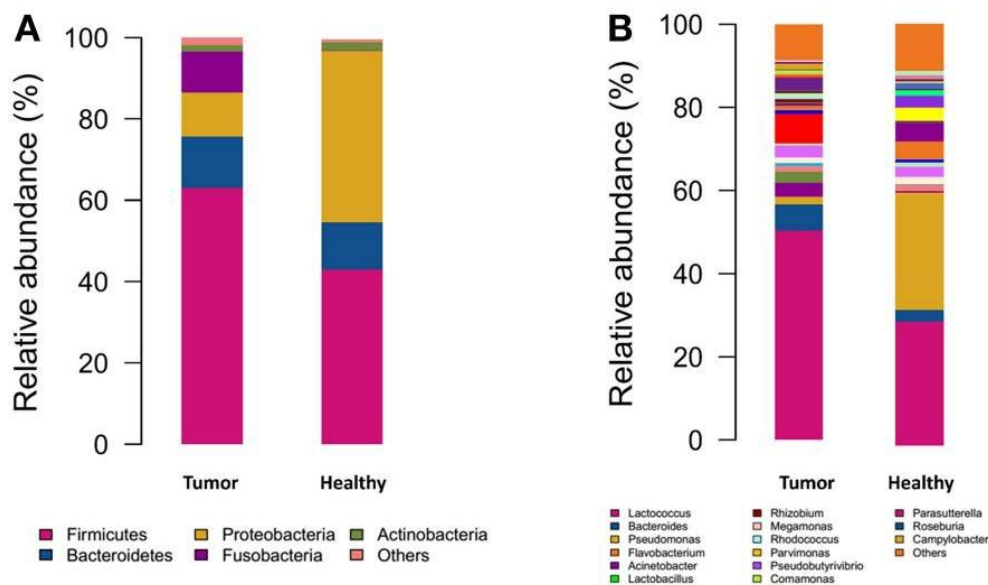 A
Relative abundance (%)
100
80
60
40
20
0
Tumor Healthy
Firmicutes Proteobacteria Actinobacteria
Bacteroidetes Fusobacteria Others
B
Relative abundance (%)
100
80
60
40
20
0
Tumor Healthy
Lactococcus Rhizobium Parasutterella
Bacteroides Megamonas Roseburia
Pseudomonas Rhodococcus Campylobacter
Flavobacterium Parvimonas Others
Acinetobacter Pseudobutyrivibrio
Lactobacillus Comamonas